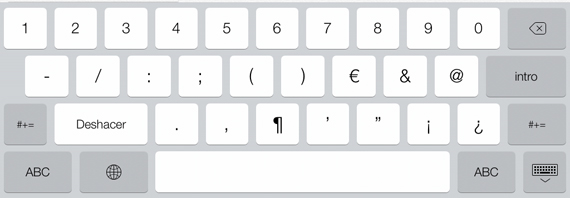 1 2 3 4 5 6 7 8 9 0
- / : ; ( ) € & @ intro
#+= Deshacer . , ¶ ' ” ¡ ¿ #+=
ABC ABC